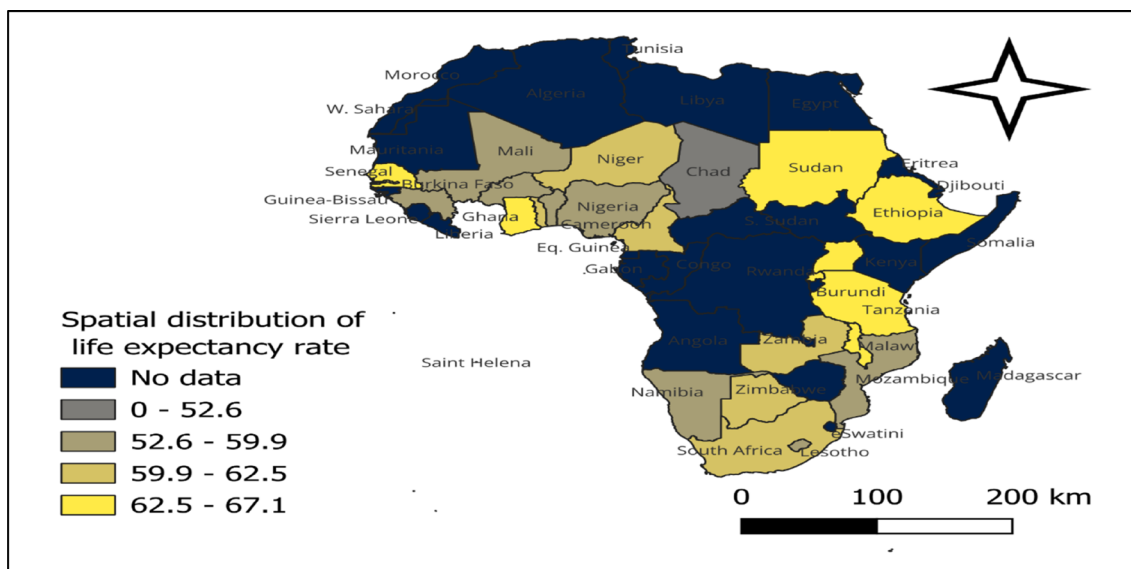 Tunisia
Morocco
Algeria
Libya
Egypt
W. Sahara
Mauritania
Mali
Niger
Chad
Sudan
Eritrea
Senegal
Burkina Faso
Djibouti
Guinea-Bissau
Nigeria
Ethiopia
Sierra Leone
Ghana
Cameroon
S. Sudan
Liberia
Eq. Guinea
Somalia
Gabon
Congo
Rwanda
Kenya
Burundi
Tanzania
Spatial distribution of
life expectancy rate
Angola
Zambia
Malawi
Saint Helena
No data
Mozambique
Madagascar
Namibia
Zimbabwe
0 - 52.6
eSwatini
52.6 - 59.9
South Africa
Lesotho
59.9 - 62.5
62.5 - 67.1
0 100 200 km